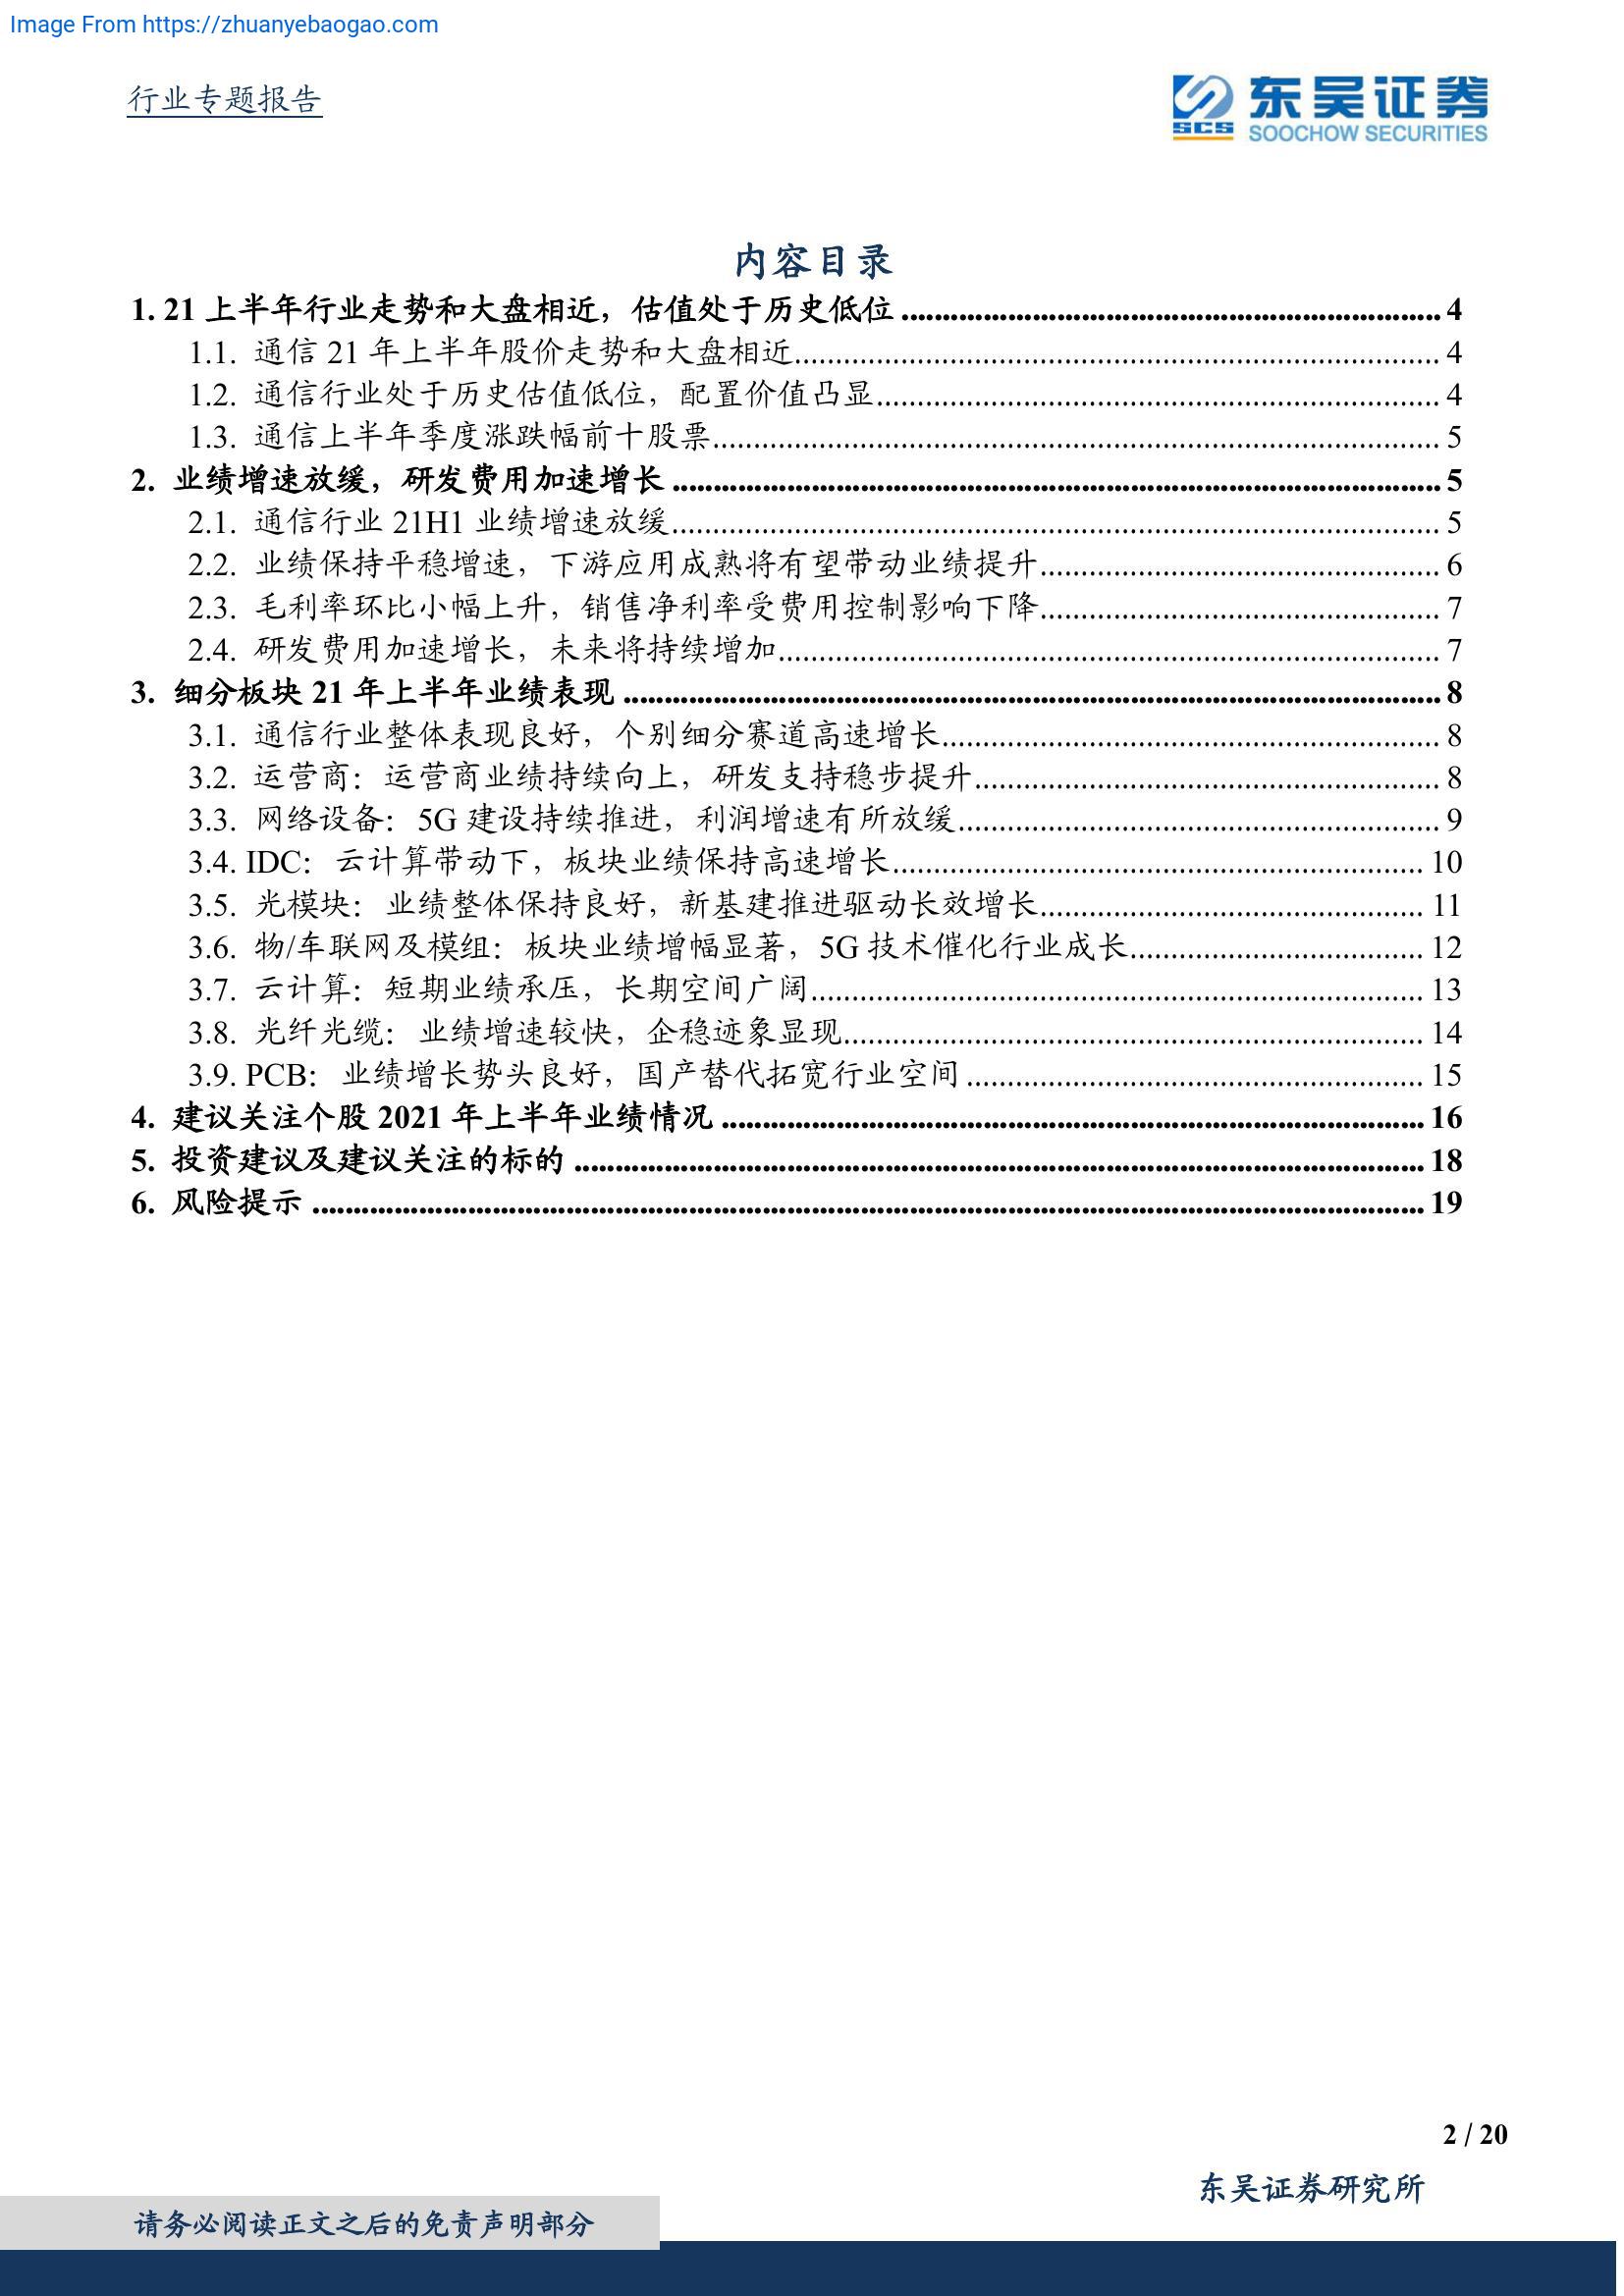 Image From https://zhuanyebaogao.com
行业专题报告
SCS
东吴证券
SOOCHOW SECURITIES
内容目录
1. 21 上半年行业走势和大盘相近，估值处于历史低位 ........ 4
1.1. 通信 21 年上半年股价走势和大盘相近........ 4
1.2. 通信行业处于历史估值低位，配置价值凸显........ 4
1.3. 通信上半年季度涨跌幅前十股票........ 5
2. 业绩增速放缓，研发费用加速增长 ........ 5
2.1. 通信行业 21H1 业绩增速放缓........ 5
2.2. 业绩保持平稳增速，下游应用成熟将有望带动业绩提升........ 6
2.3. 毛利率环比小幅上升，销售净利率受费用控制影响下降........ 7
2.4. 研发费用加速增长，未来将持续增加........ 7
3. 细分板块 21 年上半年业绩表现 ........ 8
3.1. 通信行业整体表现良好，个别细分赛道高速增长........ 8
3.2. 运营商：运营商业绩持续向上，研发支持稳步提升........ 8
3.3. 网络设备：5G 建设持续推进，利润增速有所放缓........ 9
3.4. IDC：云计算带动下，板块业绩保持高速增长........ 10
3.5. 光模块：业绩整体保持良好，新基建推进驱动长效增长........ 11
3.6. 物/车联网及模组：板块业绩增幅显著，5G 技术催化行业成长........ 12
3.7. 云计算：短期业绩承压，长期空间广阔........ 13
3.8. 光纤光缆：业绩增速较快，企稳迹象显现........ 14
3.9. PCB：业绩增长势头良好，国产替代拓宽行业空间 ........ 15
4. 建议关注个股 2021 年上半年业绩情况 ........ 16
5. 投资建议及建议关注的标的 ........ 18
6. 风险提示 ........ 19
2 / 20
东吴证券研究所
请务必阅读正文之后的免责声明部分